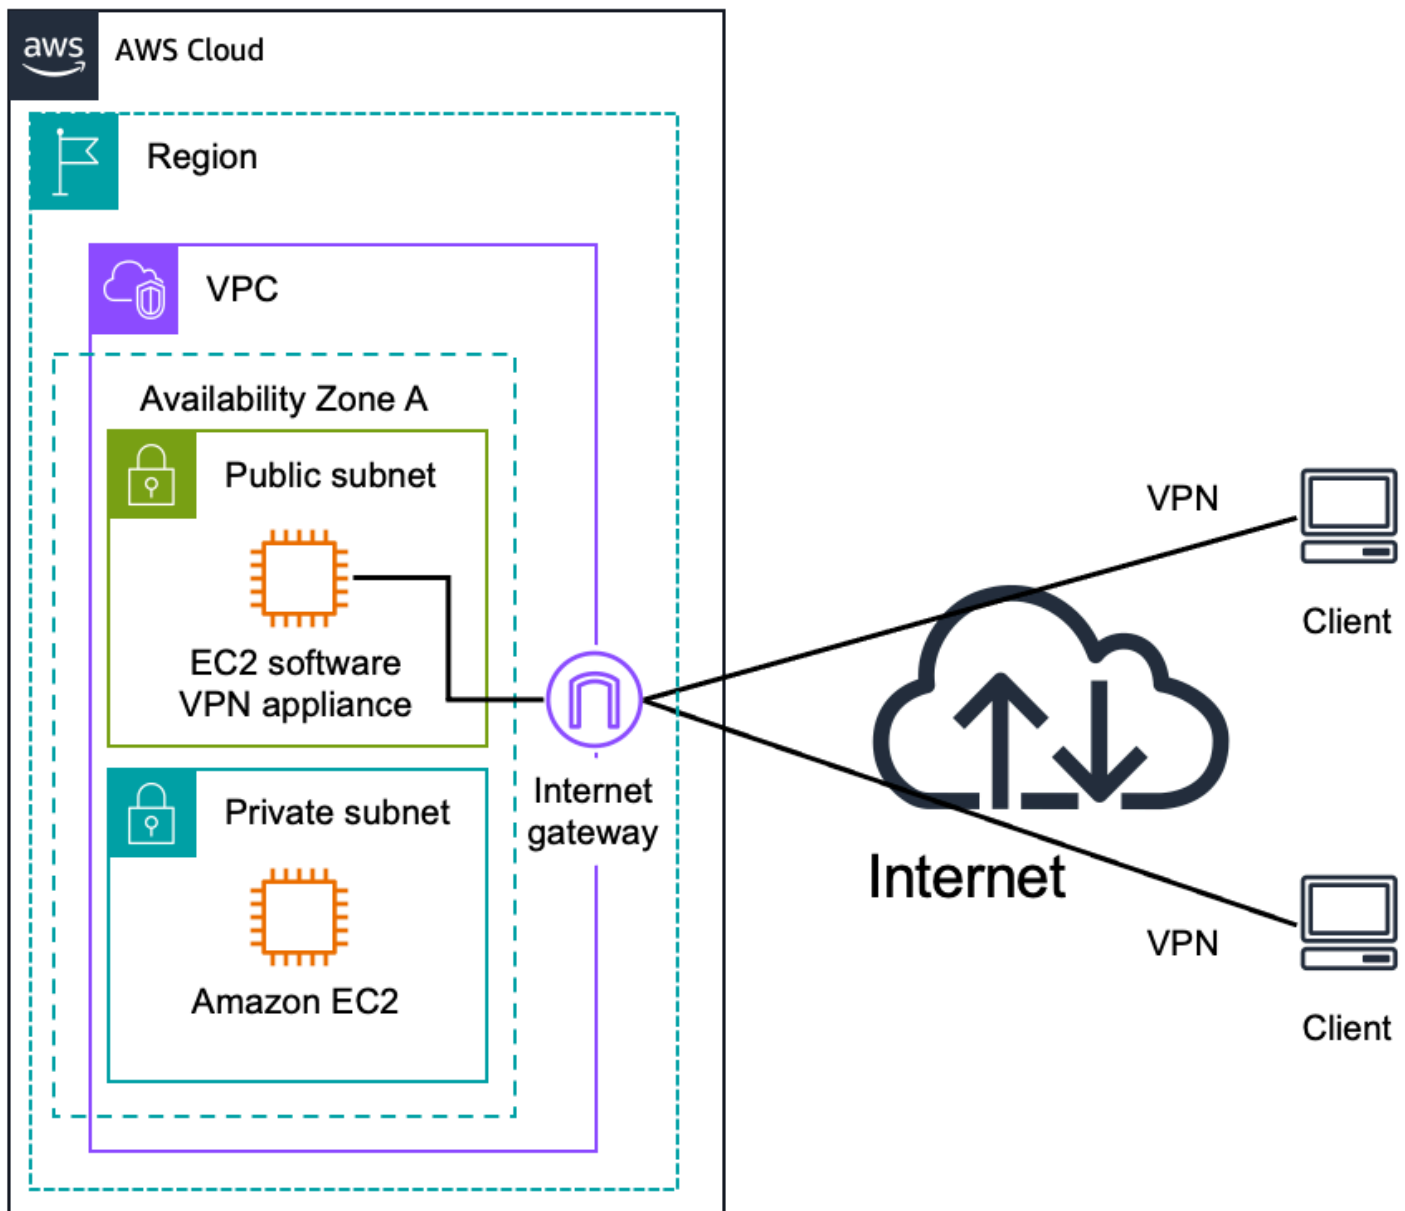 aws
AWS Cloud
Region
VPC
Availability Zone A
Public subnet
EC2 software
VPN appliance
Internet
gateway
Private subnet
Amazon EC2
VPN
Client
Internet
VPN
Client